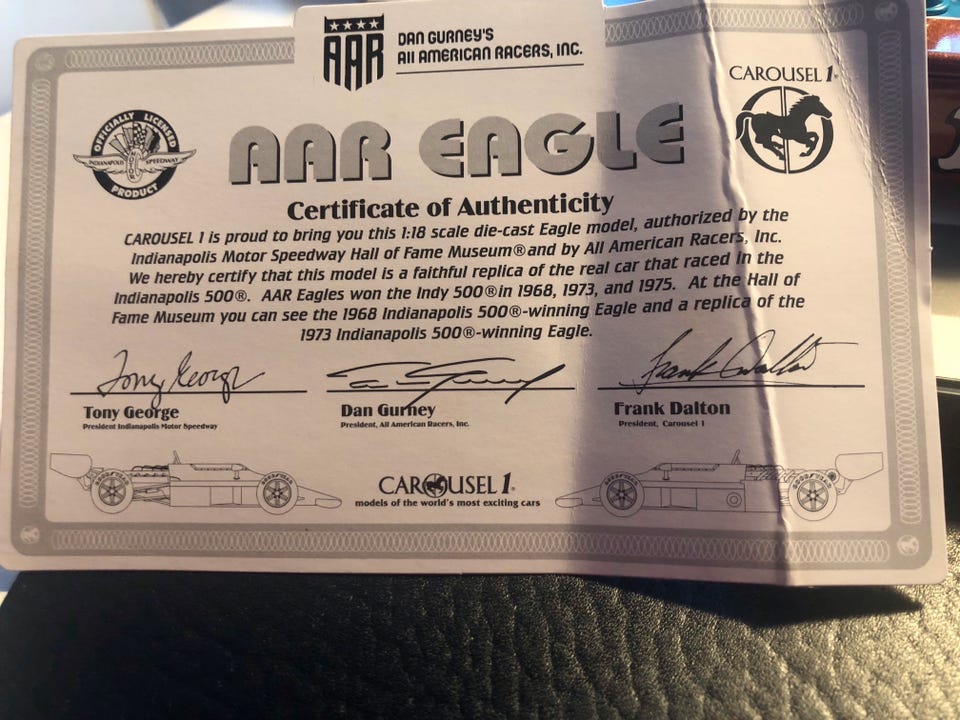 AAR
DAN GURNEY'S
All AMERICAN RACERS, INC.
CAROUSEL 1®
OFFICIALLY LICENSED
INDIANAPOLIS MOTOR SPEEDWAY
PRODUCT
AAR EAGLE
Certificate of Authenticity
CAROUSEL 1 is proud to bring you this 1:18 scale die-cast Eagle model, authorized by the
Indianapolis Motor Speedway Hall of Fame Museum® and by All American Racers, Inc.
We hereby certify that this model is a faithful replica of the real car that raced in the
Indianapolis 500®. AAR Eagles won the Indy 500® in 1968, 1973, and 1975. At the Hall of
Fame Museum you can see the 1968 Indianapolis 500®-winning Eagle and a replica of the
1973 Indianapolis 500®-winning Eagle.
Tony George
Frank Dalton
Tony George
Dan Gurney
Frank Dalton
President Indianapolis Motor Speedway
President, All American Racers, Inc.
President, Carousel 1
GOODYEAR
GOODYEAR
CAROUSEL 1®
models of the world's most exciting cars
GOODYEAR
GOODYEAR